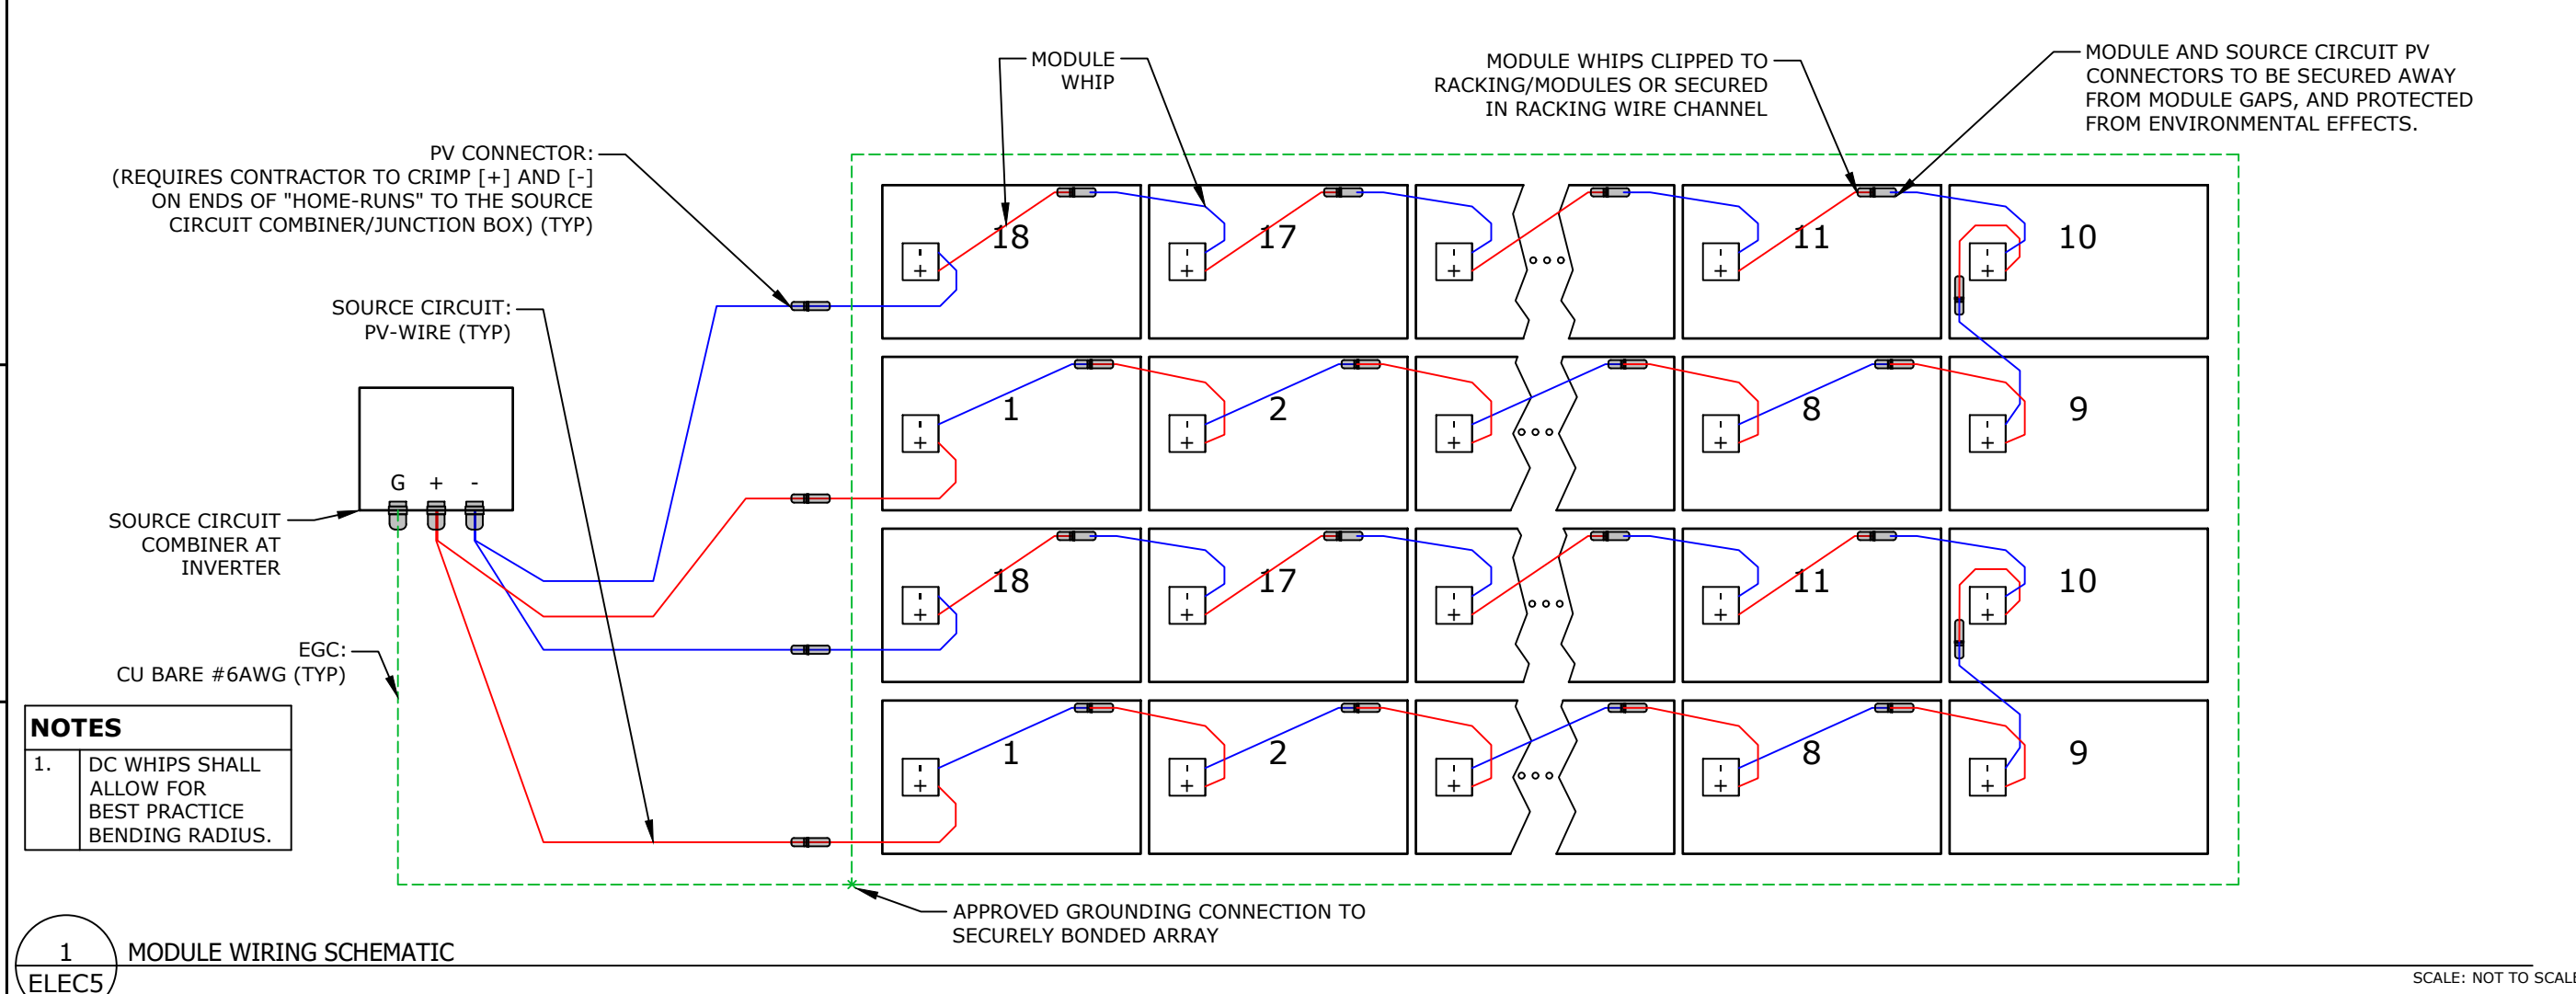 MODULE
WHIP
MODULE WHIPS CLIPPED TO
RACKING/MODULES OR SECURED
IN RACKING WIRE CHANNEL
MODULE AND SOURCE CIRCUIT PV
CONNECTORS TO BE SECURED AWAY
FROM MODULE GAPS, AND PROTECTED
FROM ENVIRONMENTAL EFFECTS.
PV CONNECTOR:
(REQUIRES CONTRACTOR TO CRIMP [+] AND [-]
ON ENDS OF "HOME-RUNS" TO THE SOURCE
CIRCUIT COMBINER/JUNCTION BOX) (TYP)
SOURCE CIRCUIT:
PV-WIRE (TYP)
18 17 11 10
- + - + - + - + - +
1 2 8 9
- + - + - + - + - +
G + -
SOURCE CIRCUIT
COMBINER AT
INVERTER
18 17 11 10
- + - + - + - + - +
EGC:
CU BARE #6AWG (TYP)
1 2 8 9
- + - + - + - + - +
NOTES
1. DC WHIPS SHALL
ALLOW FOR
BEST PRACTICE
BENDING RADIUS.
APPROVED GROUNDING CONNECTION TO
SECURELY BONDED ARRAY
1
ELEC5
MODULE WIRING SCHEMATIC
SCALE: NOT TO SCALE